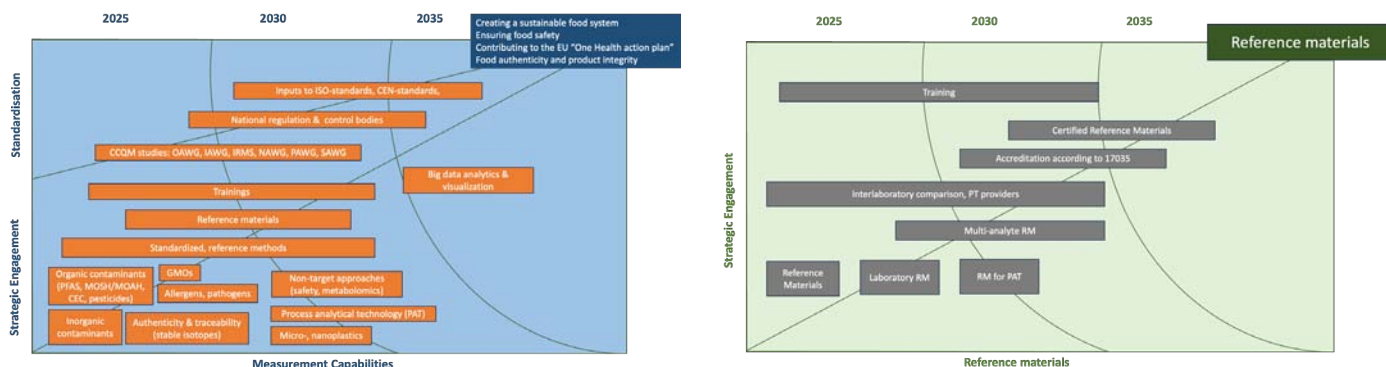 2025
2030
2035
Creating a sustainable food system
Ensuring food safety
Contributing to the EU "One Health action plan"
Food authenticity and product integrity
Standardisation
Strategic Engagement
Inputs to ISO-standards, CEN-standards,
National regulation & control bodies
CCQM studies: OAWG, IAWG, IRMS, NAWG, PAWG, SAWG
Big data analytics &
visualization
Trainings
Reference materials
Standardized, reference methods
Organic contaminants
(PFAS, MOSH/MOAH,
CEC, pesticides)
GMOs
Allergens, pathogens
Non-target approaches
(safety, metabolomics)
Process analytical technology (PAT)
Inorganic
contaminants
Authenticity & traceability
(stable isotopes)
Micro-, nanoplastics
Measurement Capabilities
2025
2030
2035
Reference materials
Strategic Engagement
Training
Certified Reference Materials
Accreditation according to 17035
Interlaboratory comparison, PT providers
Multi-analyte RM
Reference
Materials
Laboratory RM
RM for PAT
Reference materials